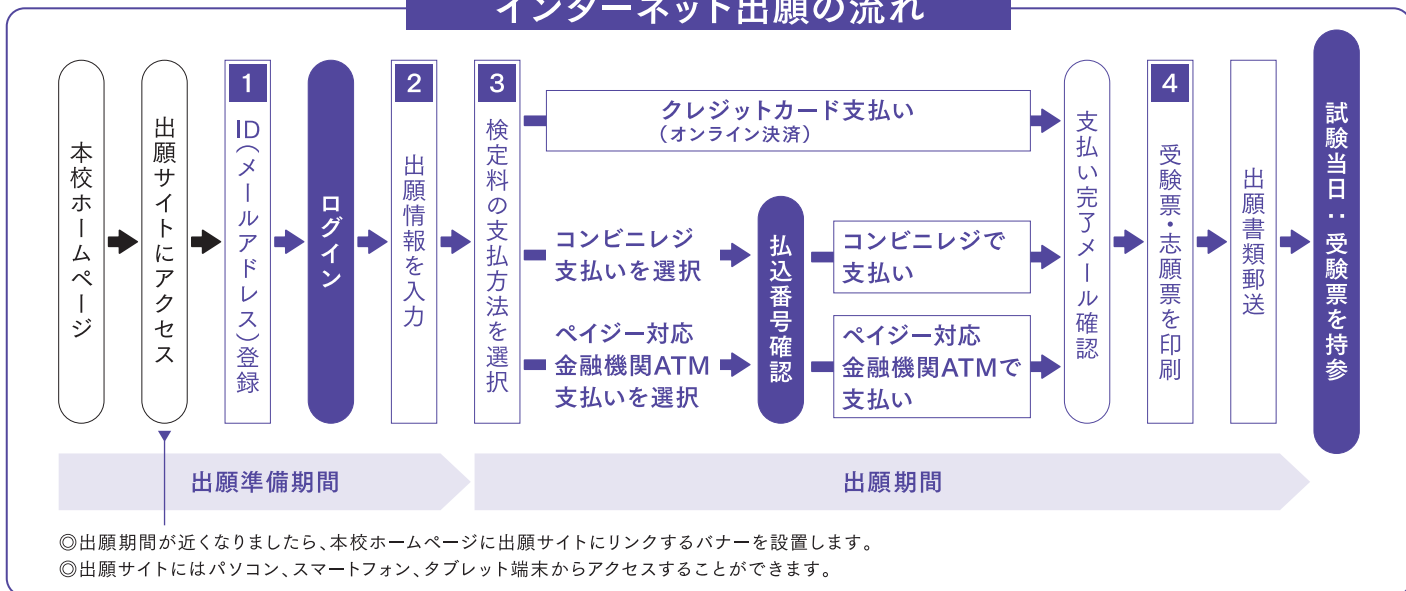 インターネット出願の流れ
本校ホームページ
出願サイトにアクセス
1
ID(メールアドレス)登録
ログイン
2
出願情報を入力
3
検定料の支払方法を選択
クレジットカード支払い
(オンライン決済)
コンビニレジ
支払いを選択
ペイジー対応
金融機関ATM
支払いを選択
払込番号確認
コンビニレジで
支払い
ペイジー対応
金融機関ATMで
支払い
支払い完了メール確認
4
受験票・志願票を印刷
出願書類郵送
試験当日:受験票を持参
出願準備期間
出願期間
◎出願期間が近くなりましたら、本校ホームページに出願サイトにリンクするバナーを設置します。
◎出願サイトにはパソコン、スマートフォン、タブレット端末からアクセスすることができます。